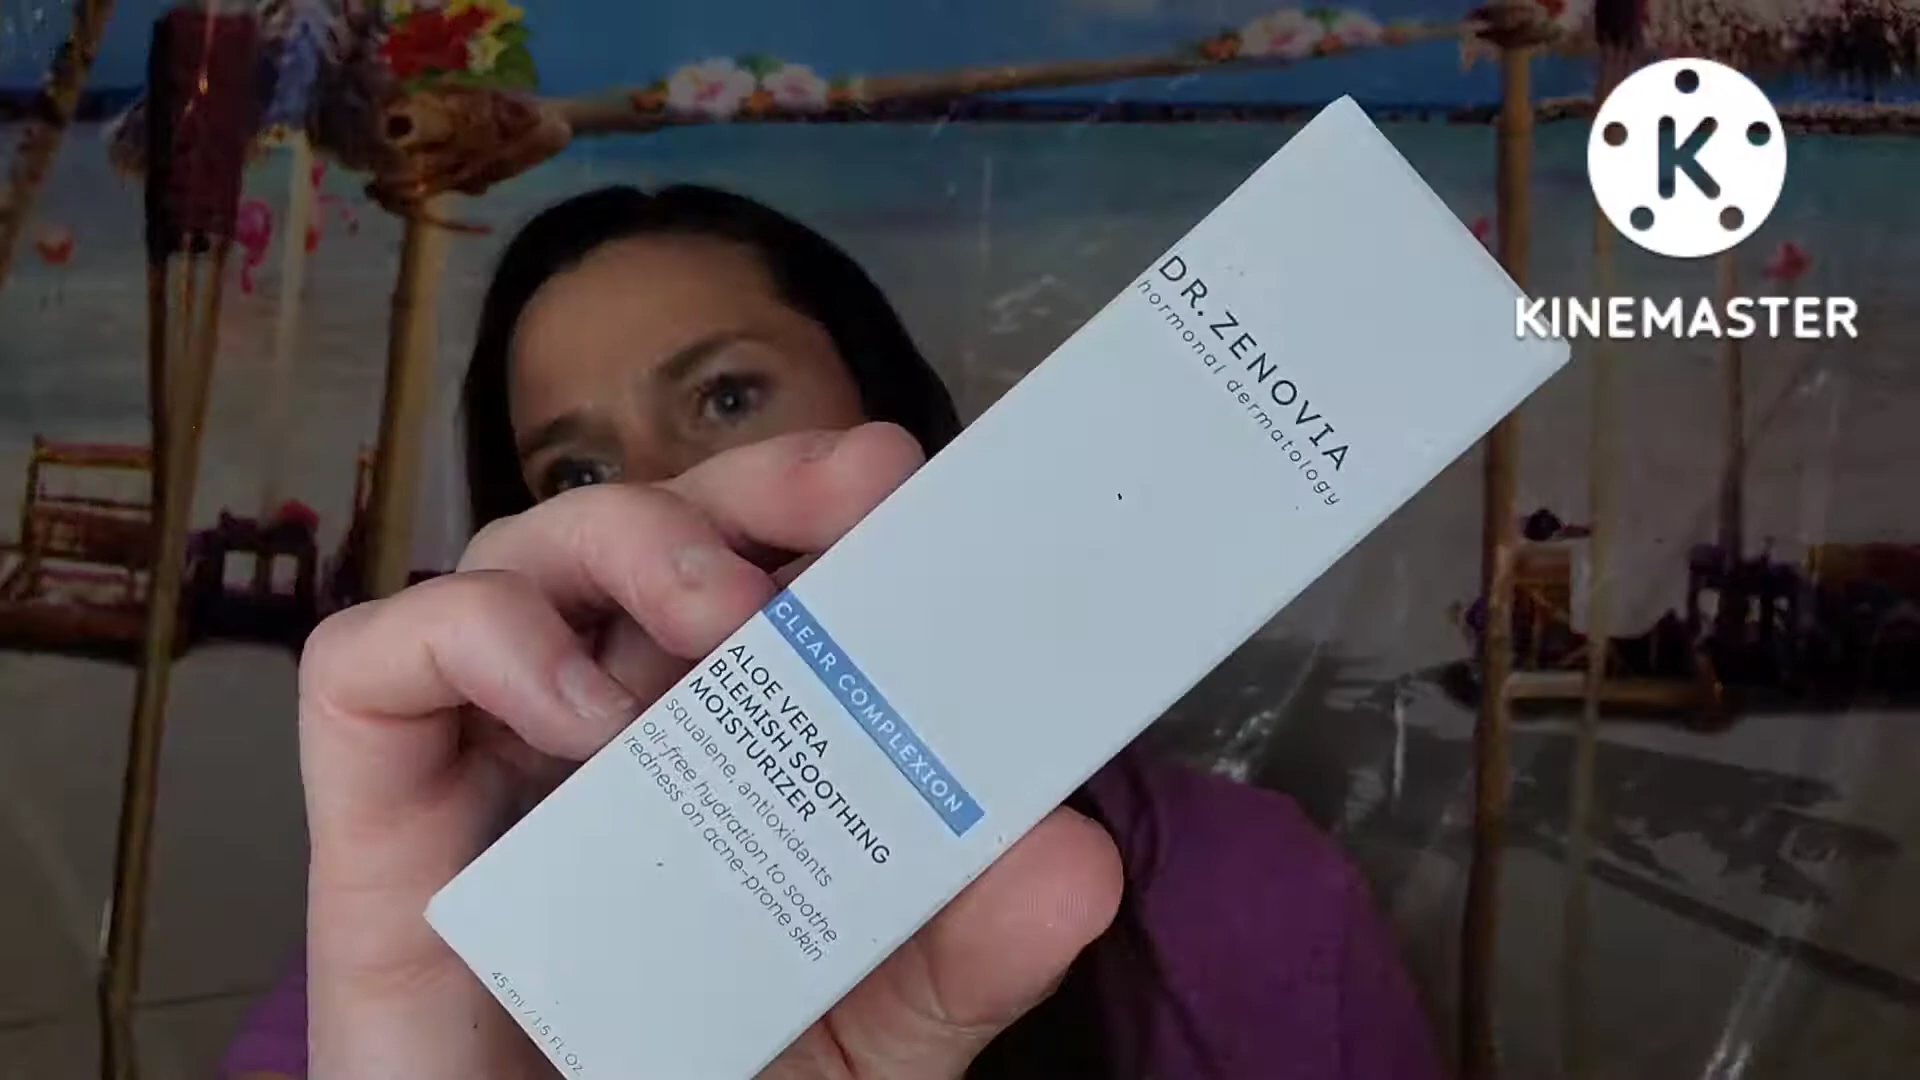 K
KINEMASTER
DR. ZENOVIA
hormonal dermatology
CLEAR COMPLEXION
ALOE VERA
BLEMISH SOOTHING
MOISTURIZER
squalene, antioxidants
oil-free hydration to soothe
redness on acne-prone skin
45 ml / 1.5 Fl. Oz